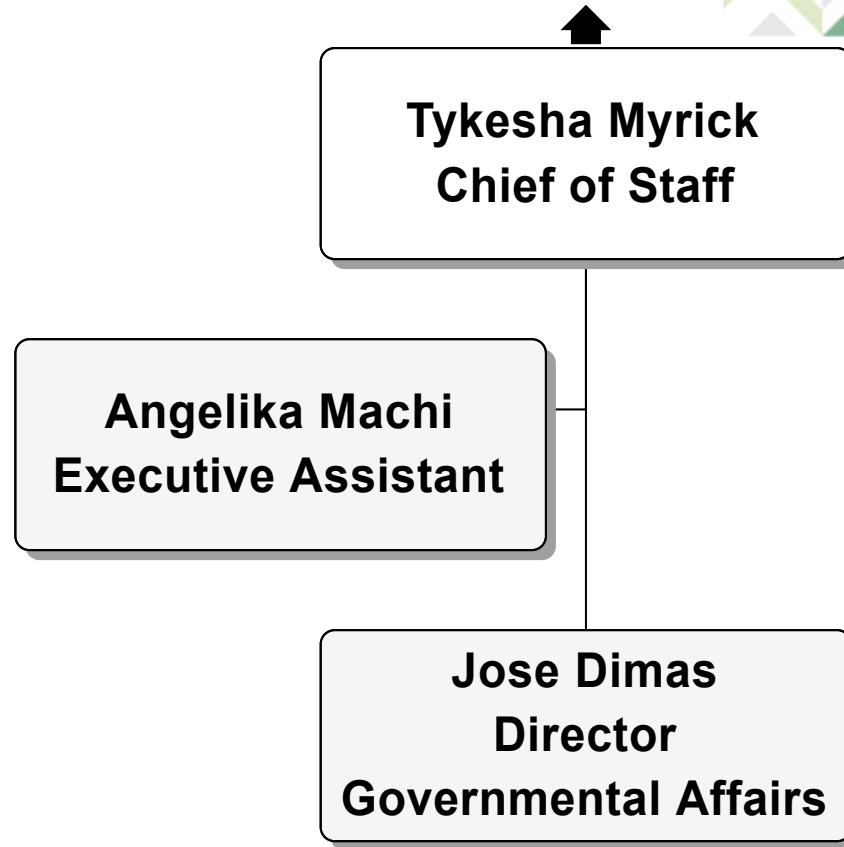 Tykesha Myrick
Chief of Staff
Angelika Machi
Executive Assistant
Jose Dimas
Director
Governmental Affairs